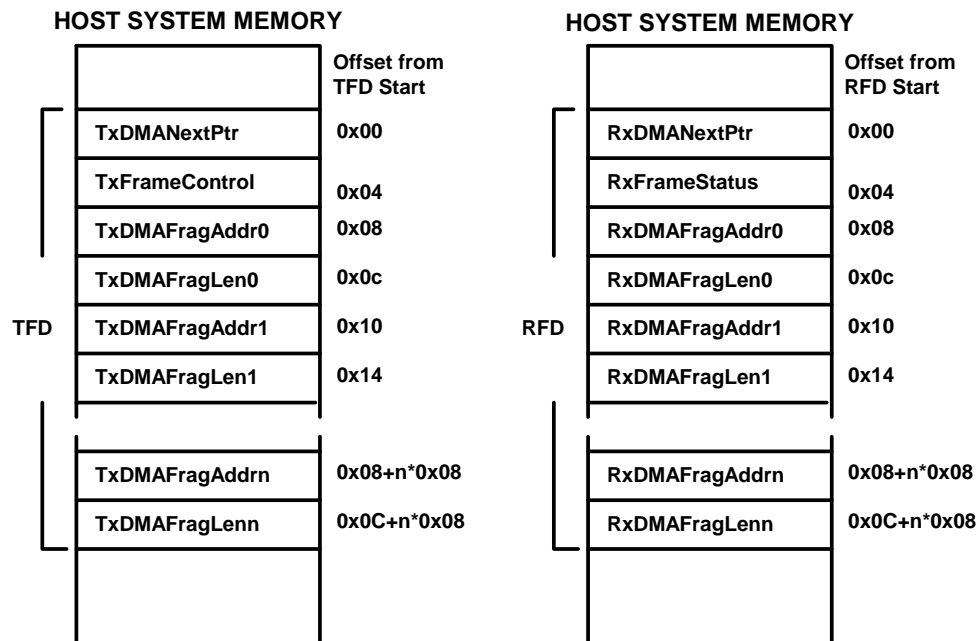 HOST SYSTEM MEMORY
Offset from
TFD Start
TxDMANextPtr 0x00
TxFrameControl 0x04
TxDMAFragAddr0 0x08
TxDMAFragLen0 0x0c
TFD TxDMAFragAddr1 0x10
TxDMAFragLen1 0x14
TxDMAFragAddrn 0x08+n*0x08
TxDMAFragLenn 0x0C+n*0x08
HOST SYSTEM MEMORY
Offset from
RFD Start
RxDMANextPtr 0x00
RxFrameStatus 0x04
RxDMAFragAddr0 0x08
RxDMAFragLen0 0x0c
RFD RxDMAFragAddr1 0x10
RxDMAFragLen1 0x14
RxDMAFragAddrn 0x08+n*0x08
RxDMAFragLenn 0x0C+n*0x08